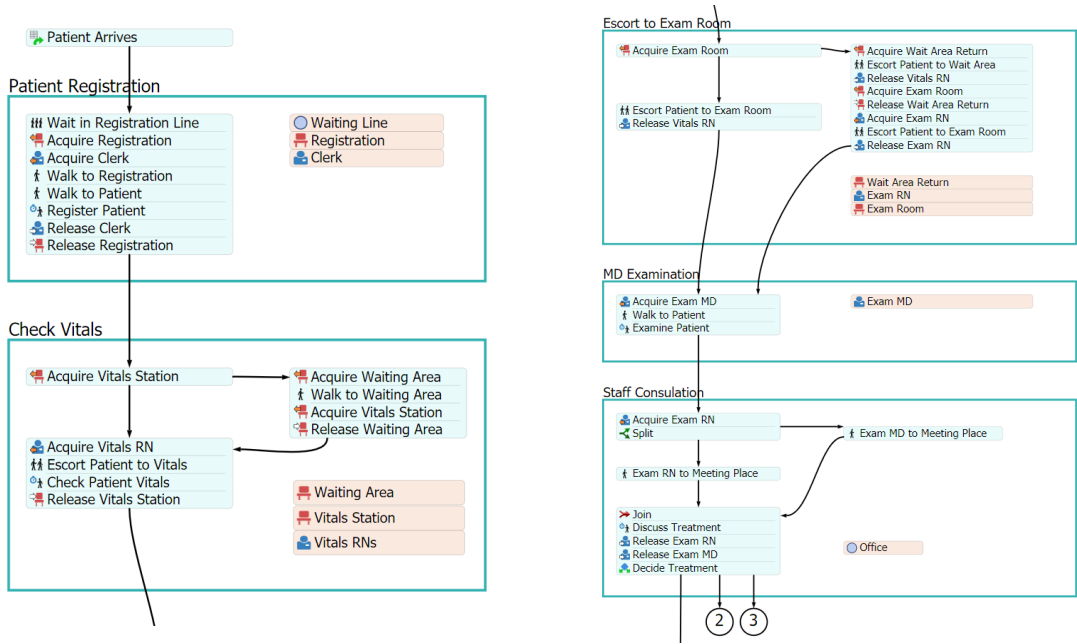 Patient Arrives
Patient Registration
Wait in Registration Line
Acquire Registration
Acquire Clerk
Walk to Registration
Walk to Patient
Register Patient
Release Clerk
Release Registration
Waiting Line
Registration
Clerk
Check Vitals
Acquire Vitals Station
Acquire Waiting Area
Walk to Waiting Area
Acquire Vitals Station
Release Waiting Area
Acquire Vitals RN
Escort Patient to Vitals
Check Patient Vitals
Release Vitals Station
Waiting Area
Vitals Station
Vitals RNs
Escort to Exam Room
Acquire Exam Room
Acquire Wait Area Return
Escort Patient to Wait Area
Release Vitals RN
Acquire Exam Room
Release Wait Area Return
Acquire Exam RN
Escort Patient to Exam Room
Release Exam RN
Escort Patient to Exam Room
Release Vitals RN
Wait Area Return
Exam RN
Exam Room
MD Examination
Acquire Exam MD
Walk to Patient
Examine Patient
Exam MD
Staff Consulation
Acquire Exam RN
Split
Exam MD to Meeting Place
Exam RN to Meeting Place
Join
Discuss Treatment
Release Exam RN
Release Exam MD
Decide Treatment
Office
2
3